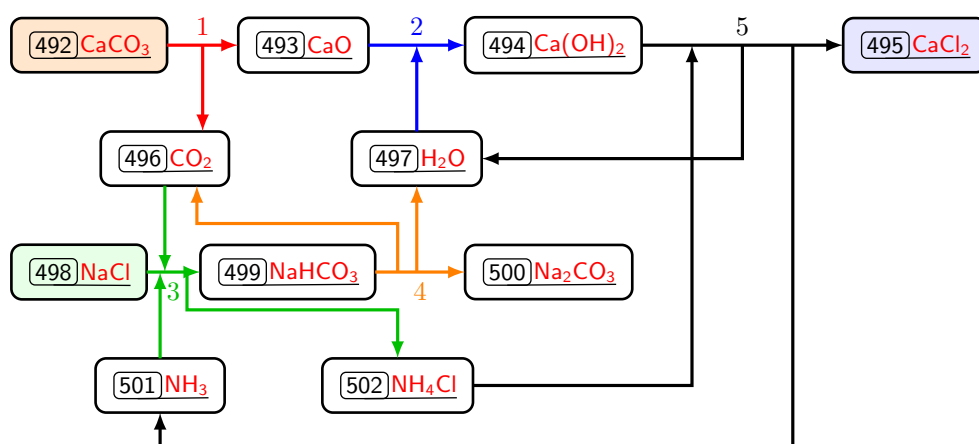 1 2 5
492 CaCO₃ 493 CaO 494 Ca(OH)₂ 495 CaCl₂
496 CO₂ 497 H₂O
498 NaCl 499 NaHCO₃ 500 Na₂CO₃
3 4
501 NH₃ 502 NH₄Cl